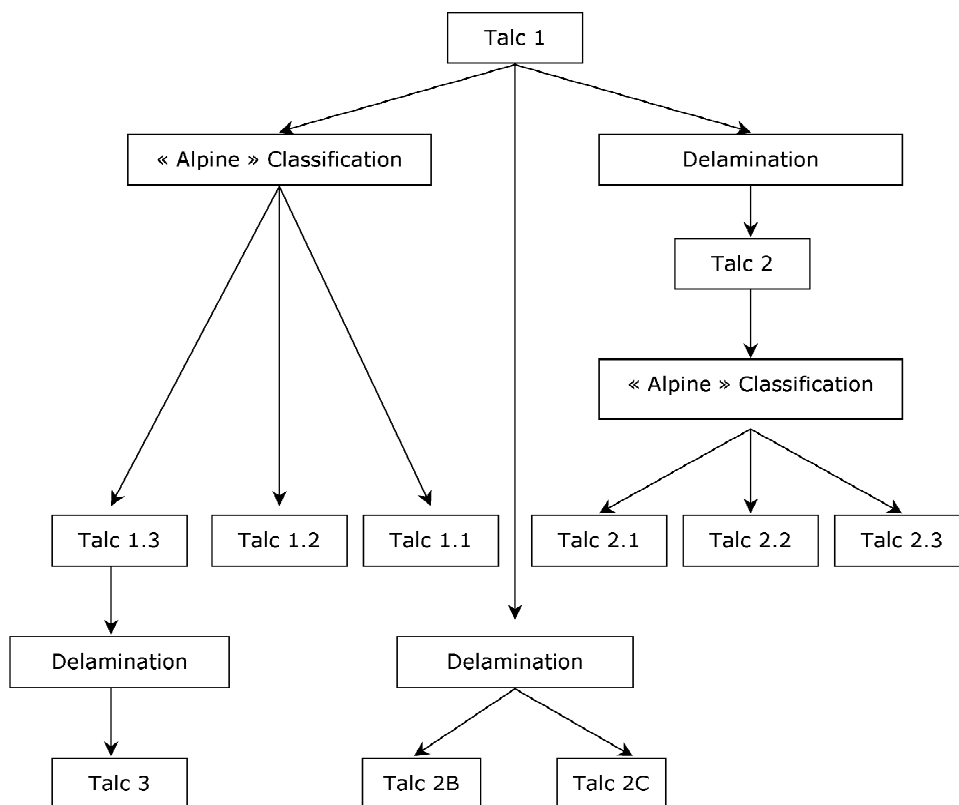 Talc 1
« Alpine » Classification
Delamination
Talc 2
« Alpine » Classification
Talc 1.3
Talc 1.2
Talc 1.1
Talc 2.1
Talc 2.2
Talc 2.3
Delamination
Delamination
Talc 3
Talc 2B
Talc 2C